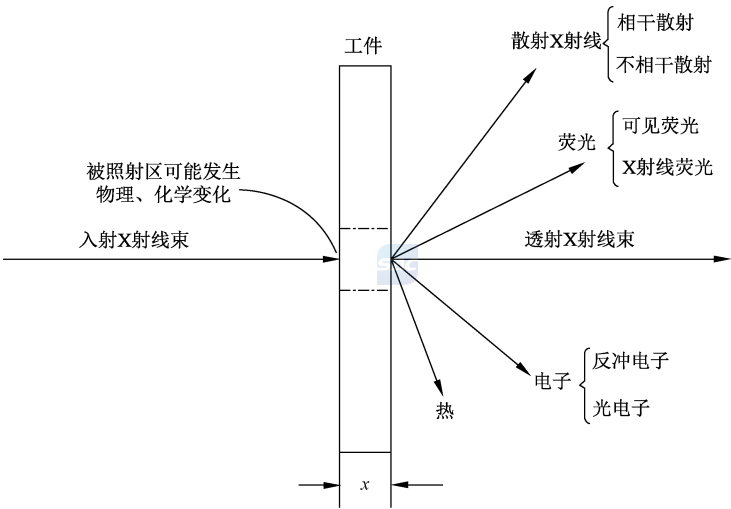 工件
散射X射线
相干散射
不相干散射
荧光
可见荧光
X射线荧光
被照射区可能发生
物理、化学变化
入射X射线束
透射X射线束
电子
反冲电子
光电子
热
x